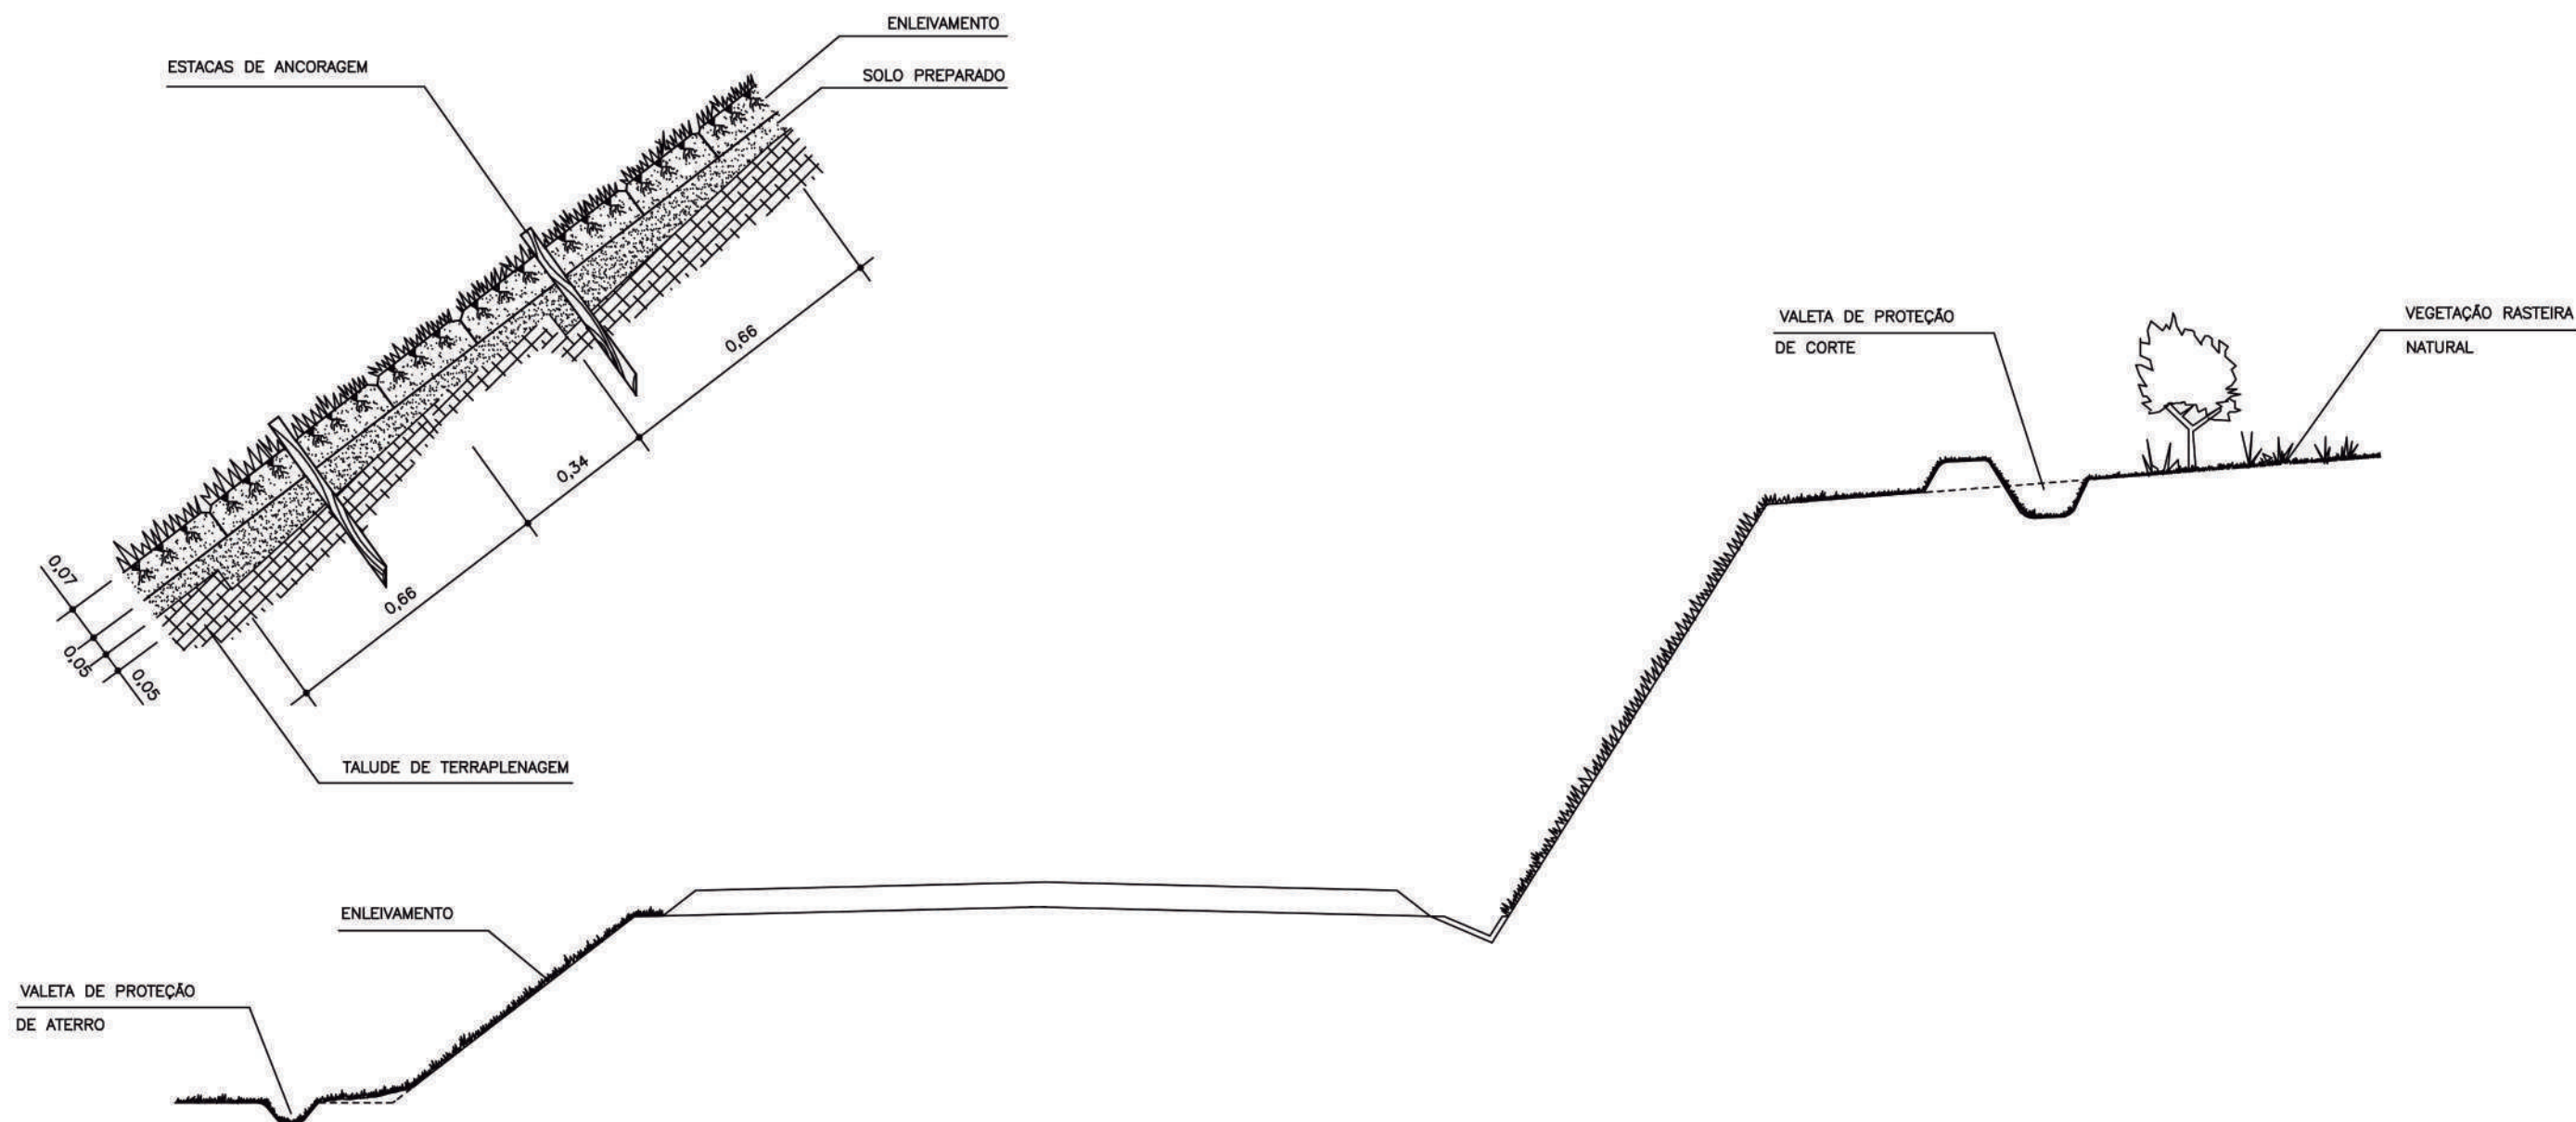 ENLEIVAMENTO
ESTACAS DE ANCORAGEM
SOLO PREPARADO
0,66
0,34
0,66
0,07
0,05
0,05
TALUDE DE TERRAPLENAGEM
VALETA DE PROTEÇÃO
DE CORTE
VEGETAÇÃO RASTEIRA
NATURAL
ENLEIVAMENTO
VALETA DE PROTEÇÃO
DE ATERRO